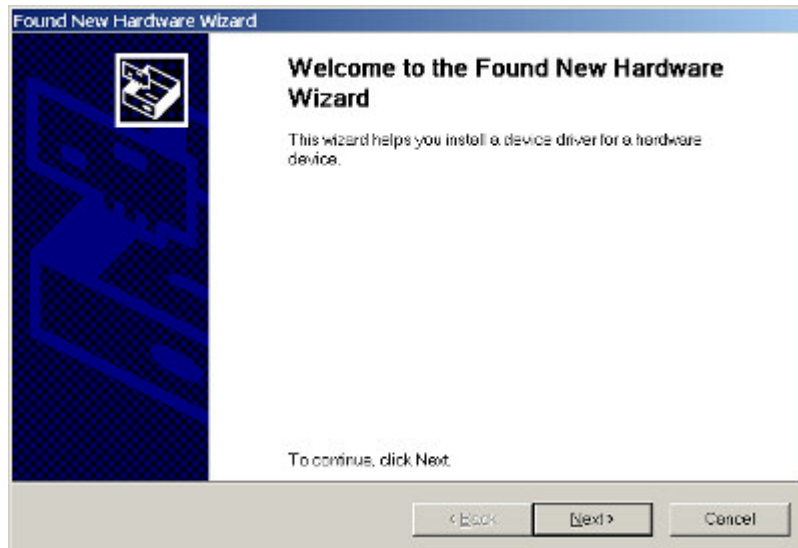 Found New Hardware Wizard
Welcome to the Found New Hardware
Wizard
This wizard helps you install a device driver for a hardware
device.
To continue, click Next.
< Back
Next >
Cancel